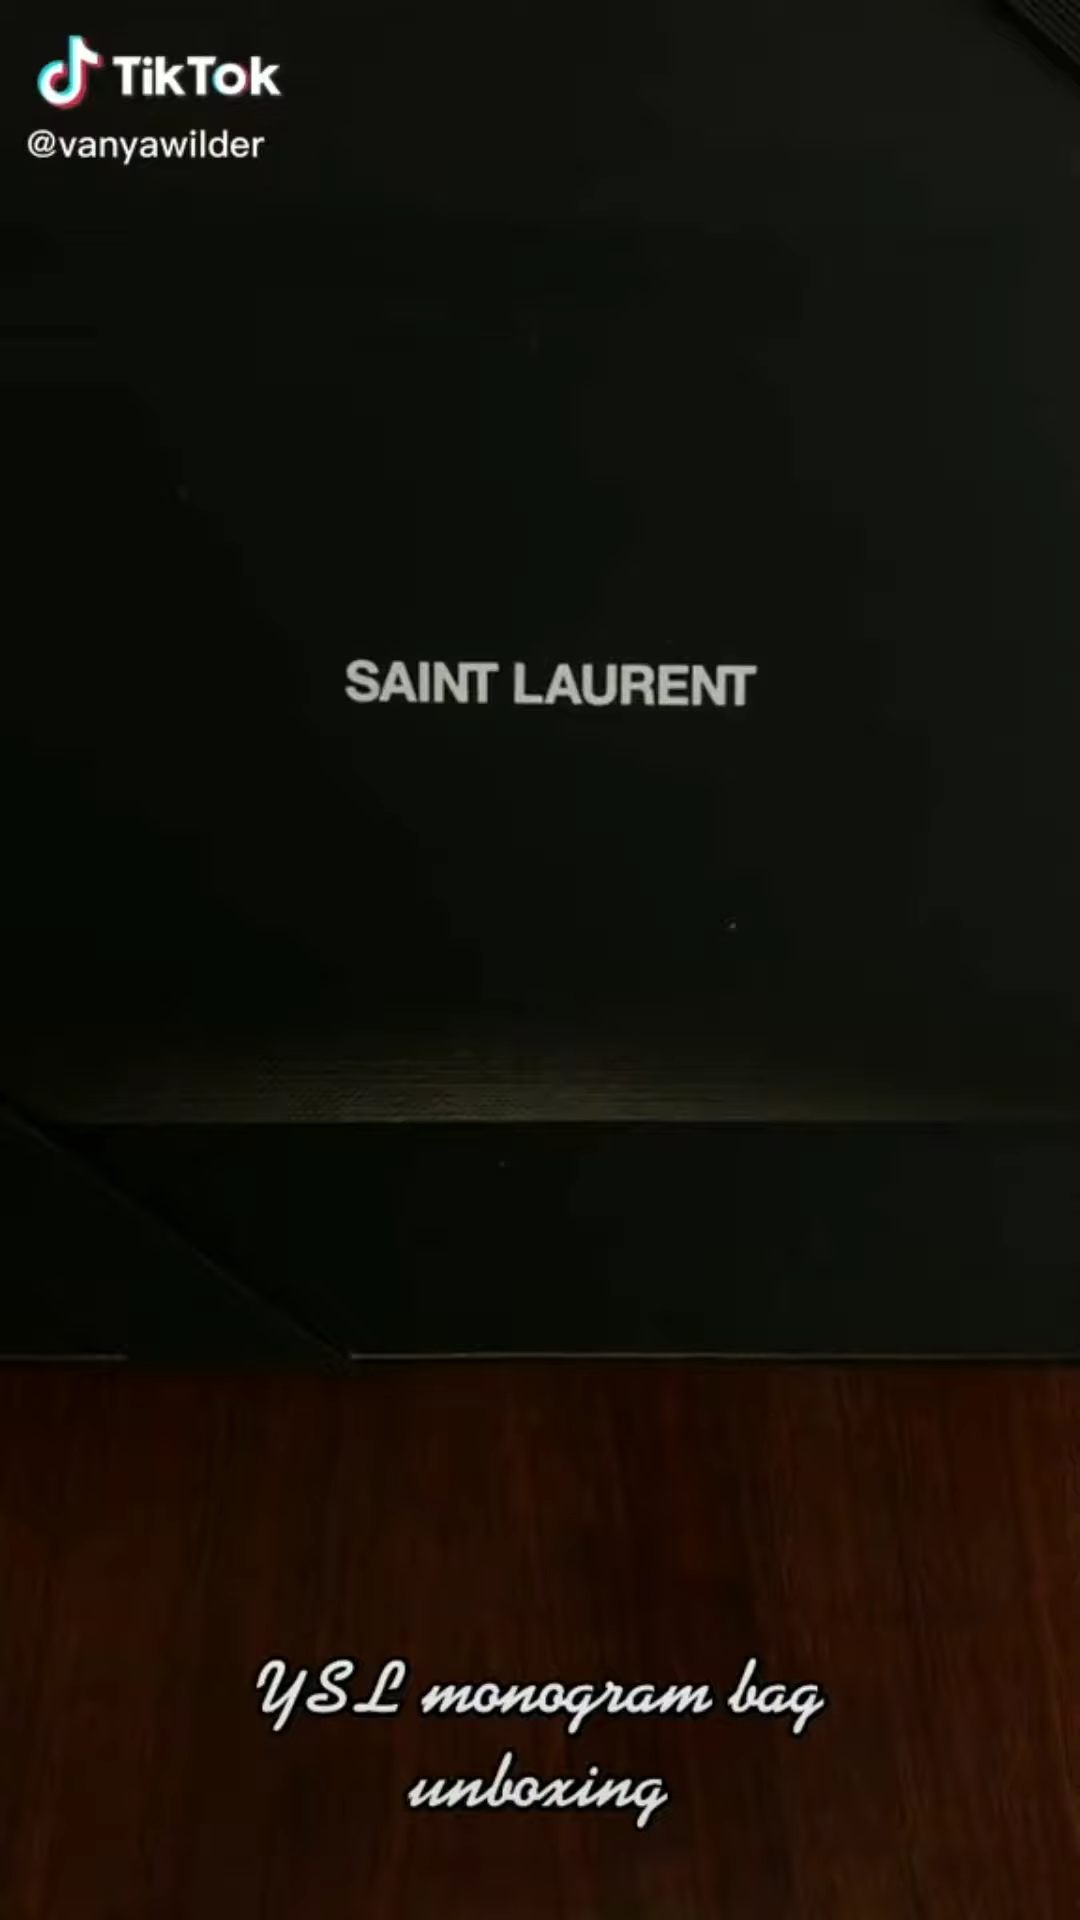 TikTok
@vanyawilder
SAINT LAURENT
YSL monogram bag
unboxing